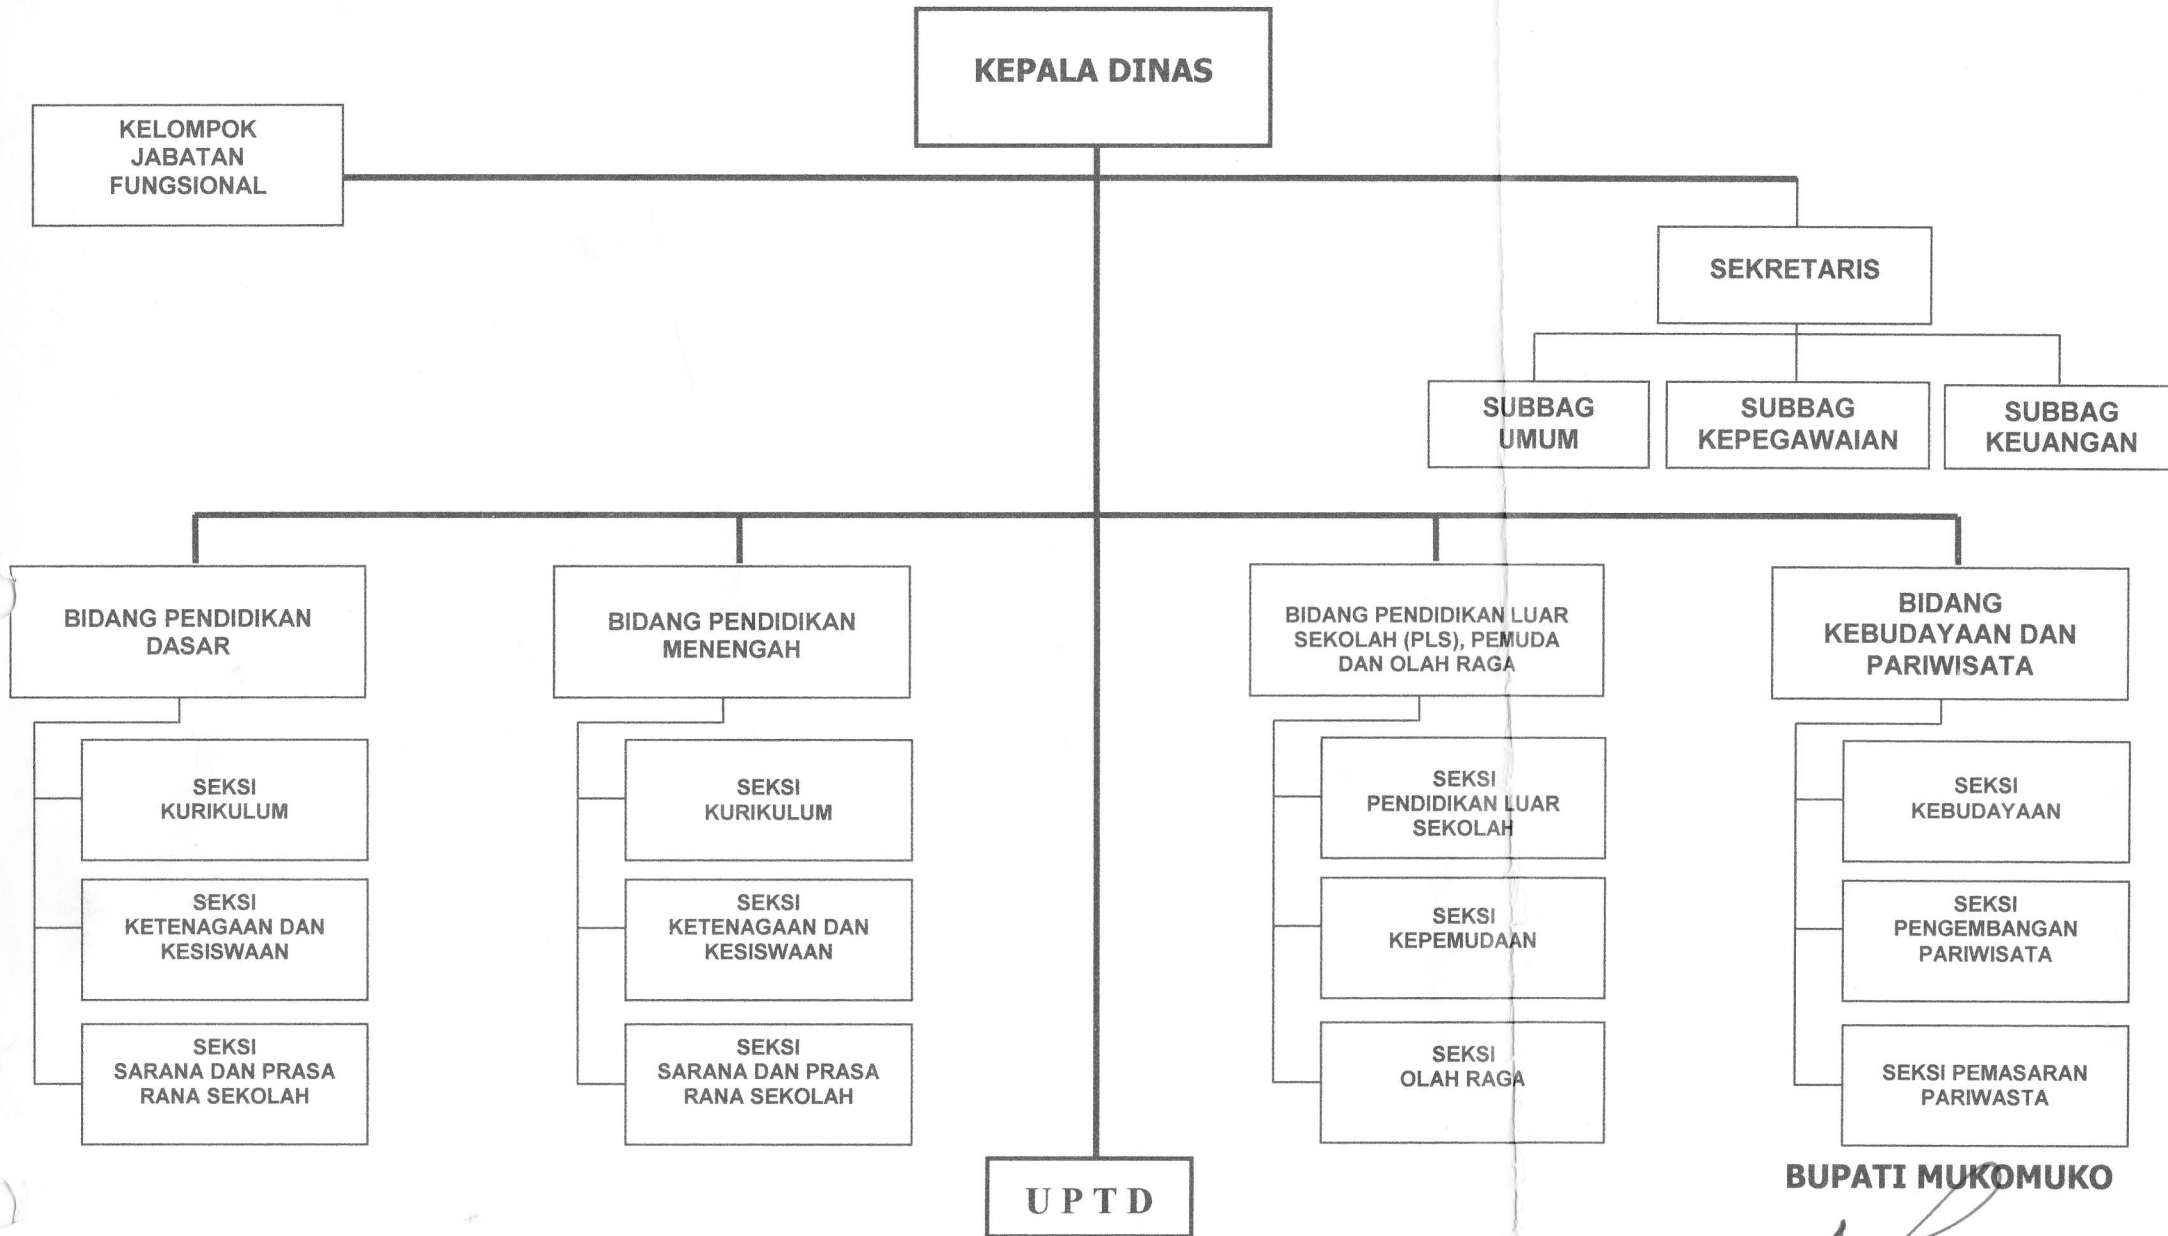 KEPALA DINAS
KELOMPOK
JABATAN
FUNGSIONAL
SEKRETARIS
SUBBAG
UMUM
SUBBAG
KEPEGAWAIAN
SUBBAG
KEUANGAN
BIDANG PENDIDIKAN
DASAR
BIDANG PENDIDIKAN
MENENGAH
BIDANG PENDIDIKAN LUAR
SEKOLAH (PLS), PEMUDA
DAN OLAH RAGA
BIDANG
KEBUDAYAAN DAN
PARIWISATA
SEKSI
KURIKULUM
SEKSI
KETENAGAAN DAN
KESISWAAN
SEKSI
SARANA DAN PRASA
RANA SEKOLAH
SEKSI
KURIKULUM
SEKSI
KETENAGAAN DAN
KESISWAAN
SEKSI
SARANA DAN PRASA
RANA SEKOLAH
SEKSI
PENDIDIKAN LUAR
SEKOLAH
SEKSI
KEPEMUDAAN
SEKSI
OLAH RAGA
SEKSI
KEBUDAYAAN
SEKSI
PENGEMBANGAN
PARIWISATA
SEKSI PEMASARAN
PARIWASTA
U P T D
BUPATI MUKOMUKO